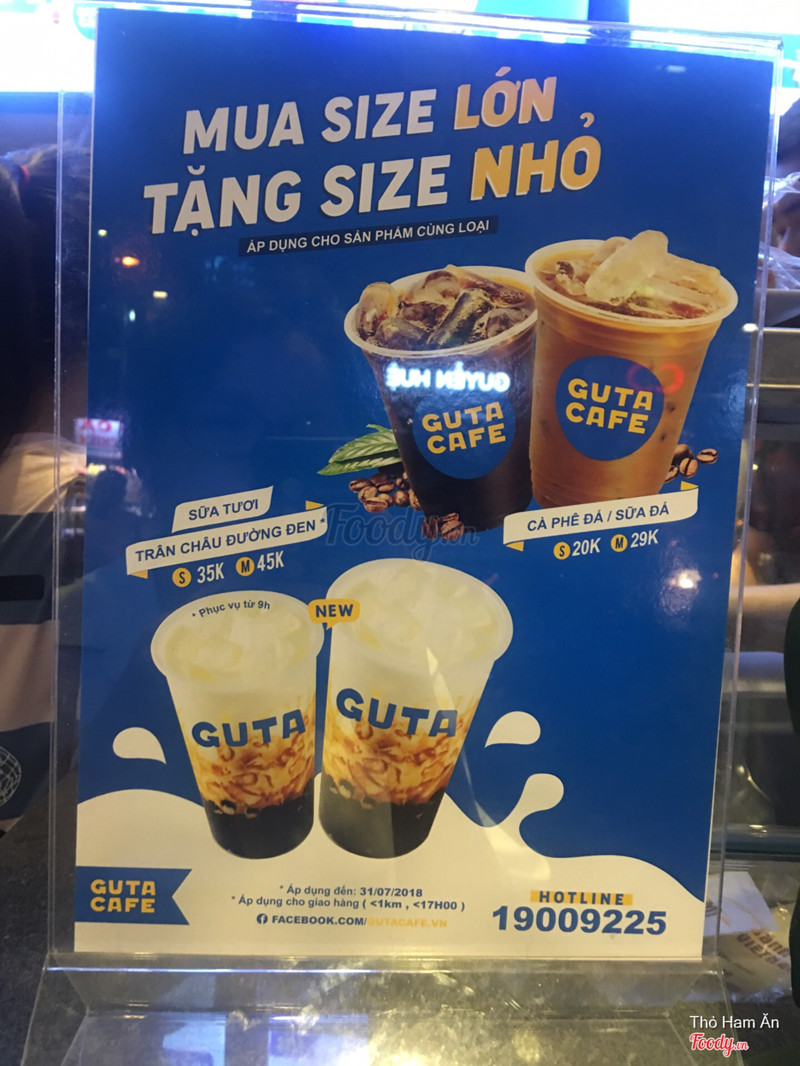 MUA SIZE LỚN
TẶNG SIZE NHỎ
ÁP DỤNG CHO SẢN PHẨM CÙNG LOẠI
GUTA
CAFE
GUTA
CAFE
SỮA TƯƠI
TRÂN CHÂU ĐƯỜNG ĐEN *
S 35K M 45K
CÀ PHÊ ĐÁ / SỮA ĐÁ
S 20K M 29K
Foody.vn
* Phục vụ từ 9h
NEW
GUTA
GUTA
GUTA
CAFE
* Áp dụng đến: 31/07/2018
* Áp dụng cho giao hàng ( <1km , <17H00 )
FACEBOOK.COM/GUTACAFE.VN
HOTLINE
19009225
Thỏ Ham Ăn
Foody.vn